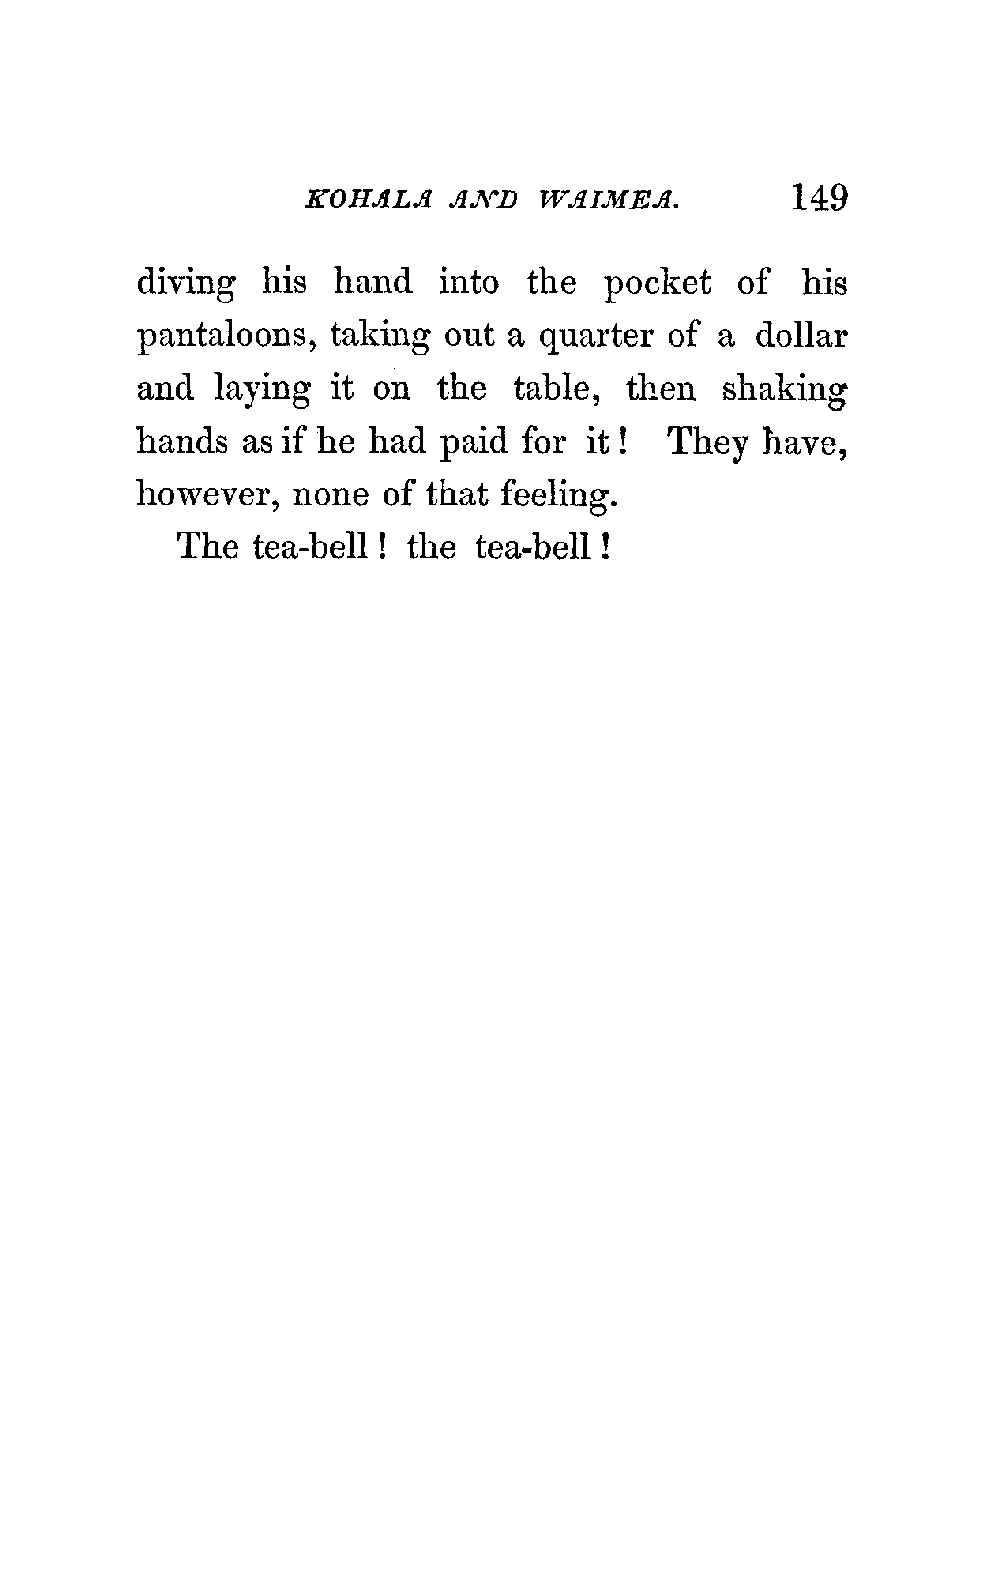 KOHALA AND WAIMEA. 149
diving his hand into the pocket of his
pantaloons, taking out a quarter of a dollar
and laying it on the table, then shaking
hands as if he had paid for it! They have,
however, none of that feeling.
The tea-bell! the tea-bell!